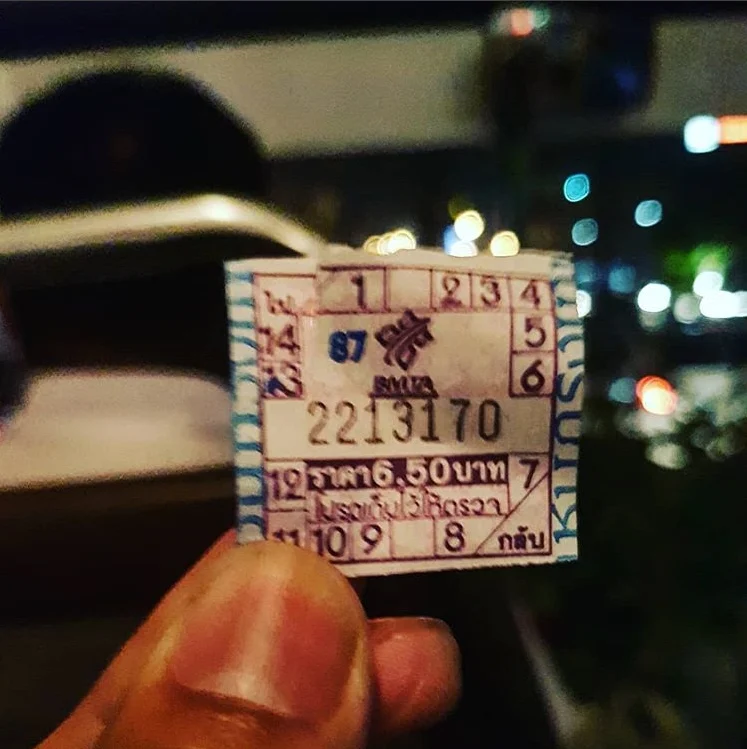 ไป 1 2 3 4
14 87 5
BMTA 6
2213170
12 ราคา6.50บาท 7
โปรดเก็บไว้ให้ตรวจ
11 10 9 8 กลับ